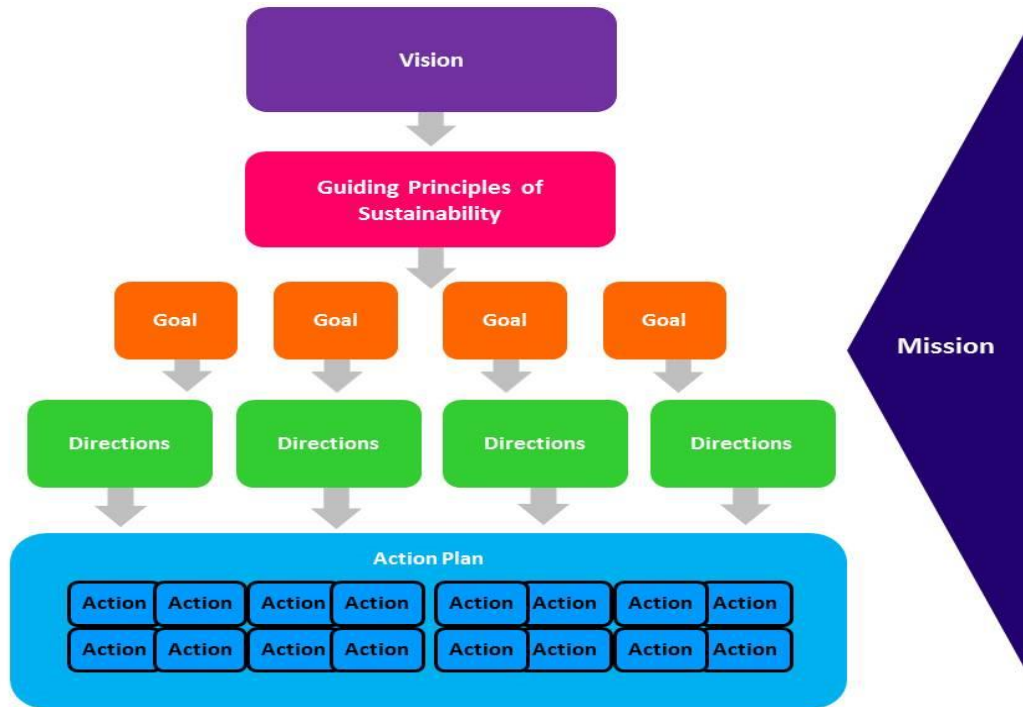 Vision
Guiding Principles of
Sustainability
Goal Goal Goal Goal
Mission
Directions Directions Directions Directions
Action Plan
Action Action Action Action Action Action Action Action
Action Action Action Action Action Action Action Action